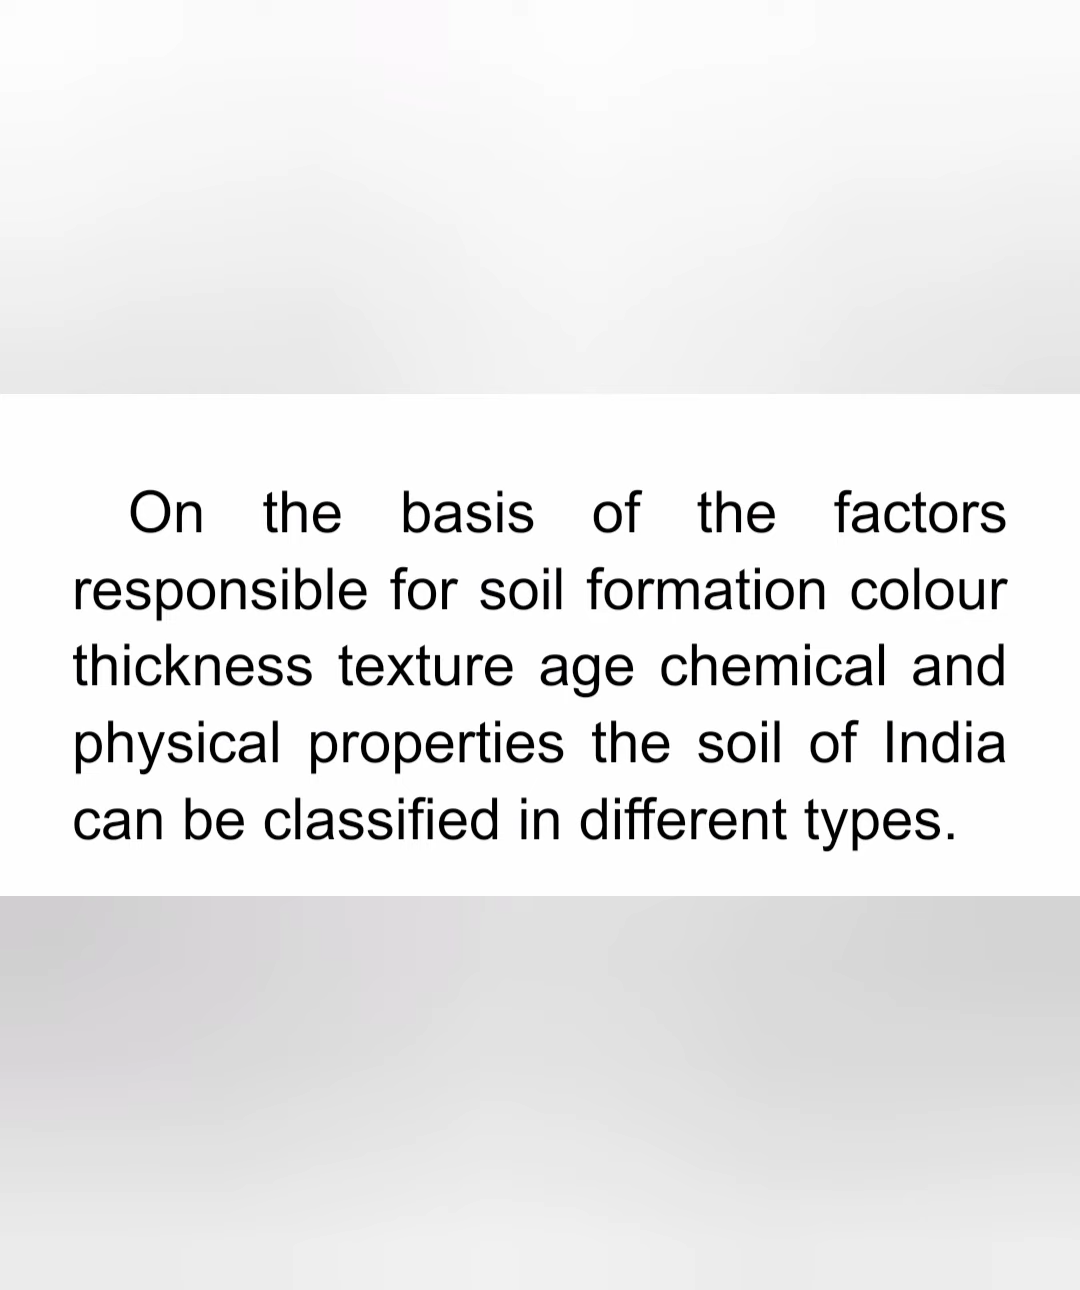 On the basis of the factors
responsible for soil formation colour
thickness texture age chemical and
physical properties the soil of India
can be classified in different types.